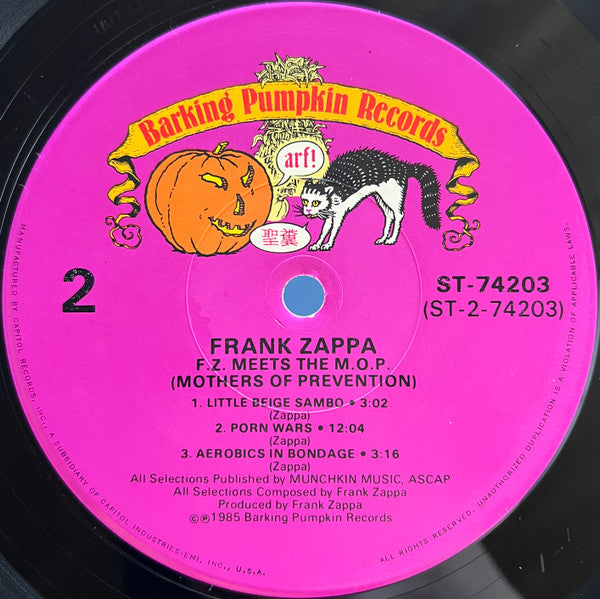 Barking Pumpkin Records
arf!
聖糞
2
ST-74203
(ST-2-74203)
FRANK ZAPPA
F.Z. MEETS THE M.O.P.
(MOTHERS OF PREVENTION)
1. LITTLE BEIGE SAMBO • 3:02
(Zappa)
2. PORN WARS • 12:04
(Zappa)
3. AEROBICS IN BONDAGE • 3:16
(Zappa)
All Selections Published by MUNCHKIN MUSIC, ASCAP
All Selections Composed by Frank Zappa
Produced by Frank Zappa
©℗1985 Barking Pumpkin Records
MANUFACTURED BY CAPITOL RECORDS, INC., A SUBSIDIARY OF CAPITOL INDUSTRIES-EMI, INC., U.S.A.
ALL RIGHTS RESERVED. UNAUTHORIZED DUPLICATION IS A VIOLATION OF APPLICABLE LAWS.